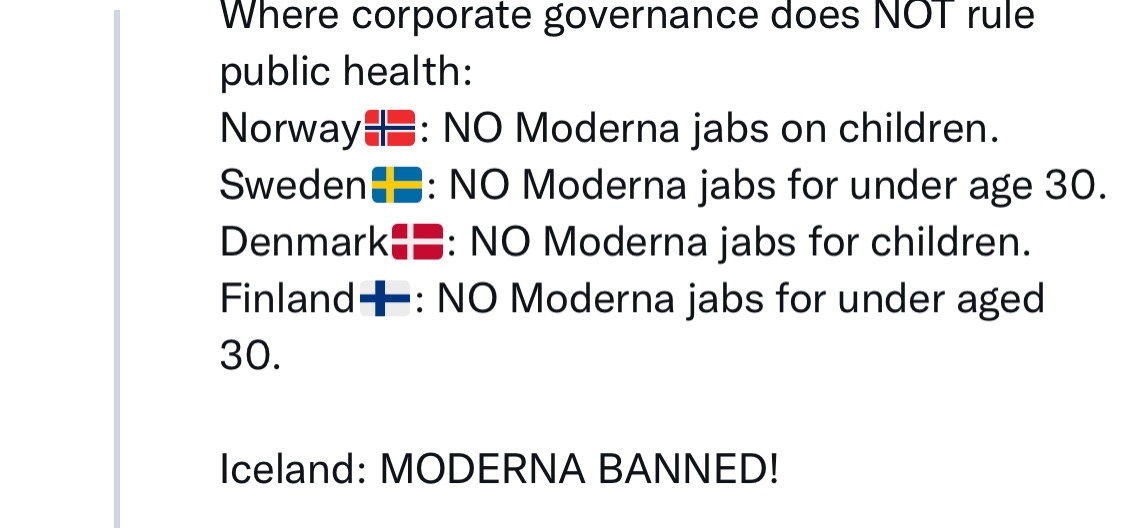 Where corporate governance does NOT rule
public health:
Norway🇳🇴: NO Moderna jabs on children.
Sweden🇸🇪: NO Moderna jabs for under age 30.
Denmark🇩🇰: NO Moderna jabs for children.
Finland🇫🇮: NO Moderna jabs for under aged
30.
Iceland: MODERNA BANNED!